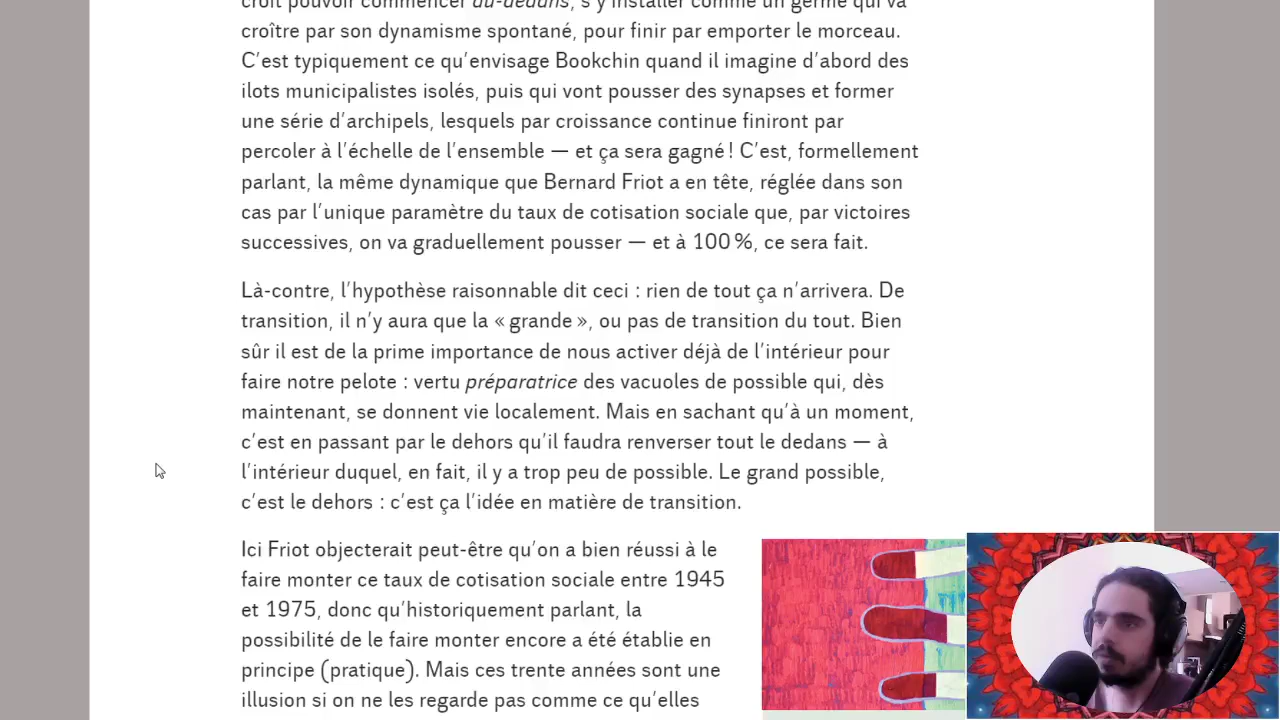 croit pouvoir commencer au-dedans, s’y installer comme un germe qui va
croître par son dynamisme spontané, pour finir par emporter le morceau.
C’est typiquement ce qu’envisage Bookchin quand il imagine d’abord des
ilots municipalistes isolés, puis qui vont pousser des synapses et former
une série d’archipels, lesquels par croissance continue finiront par
percoler à l’échelle de l’ensemble — et ça sera gagné ! C’est, formellement
parlant, la même dynamique que Bernard Friot a en tête, réglée dans son
cas par l’unique paramètre du taux de cotisation sociale que, par victoires
successives, on va graduellement pousser — et à 100 %, ce sera fait.
Là-contre, l’hypothèse raisonnable dit ceci : rien de tout ça n’arrivera. De
transition, il n’y aura que la « grande », ou pas de transition du tout. Bien
sûr il est de la prime importance de nous activer déjà de l’intérieur pour
faire notre pelote : vertu préparatrice des vacuoles de possible qui, dès
maintenant, se donnent vie localement. Mais en sachant qu’à un moment,
c’est en passant par le dehors qu’il faudra renverser tout le dedans — à
l’intérieur duquel, en fait, il y a trop peu de possible. Le grand possible,
c’est le dehors : c’est ça l’idée en matière de transition.
Ici Friot objecterait peut-être qu’on a bien réussi à le
faire monter ce taux de cotisation sociale entre 1945
et 1975, donc qu’historiquement parlant, la
possibilité de le faire monter encore a été établie en
principe (pratique). Mais ces trente années sont une
illusion si on ne les regarde pas comme ce qu’elles